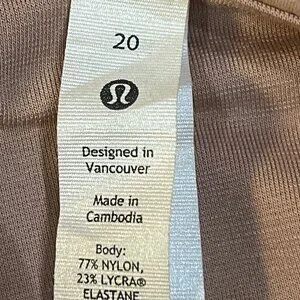 20
Designed in
Vancouver
Made in
Cambodia
Body:
77% NYLON,
23% LYCRA®
ELASTANE